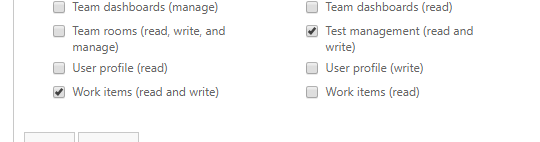 Team dashboards (manage)
Team dashboards (read)
Team rooms (read, write, and
manage)
Test management (read and
write)
User profile (read)
User profile (write)
Work items (read and write)
Work items (read)